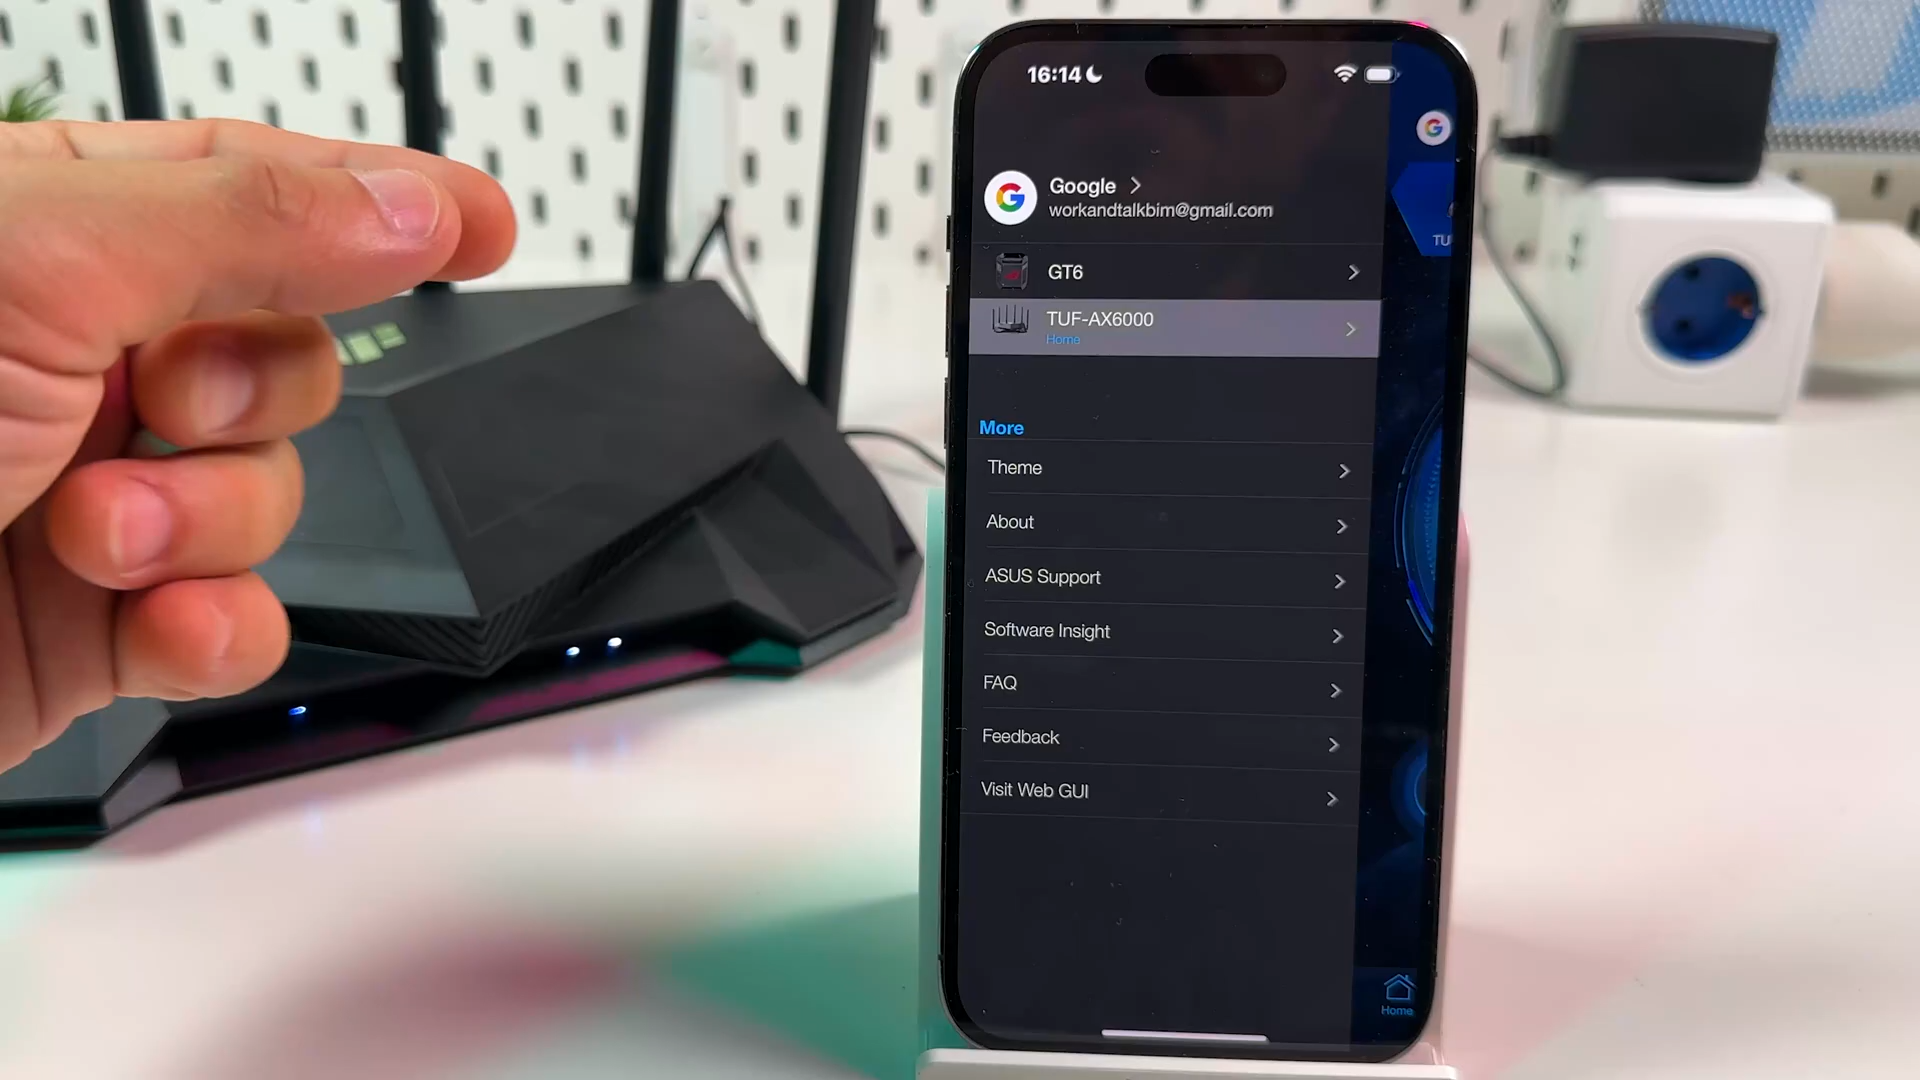 16:14
Google
workandtalkbim@gmail.com
GT6
TUF-AX6000
Home
TU
More
Theme
About
ASUS Support
Software Insight
FAQ
Feedback
Visit Web GUI
Home